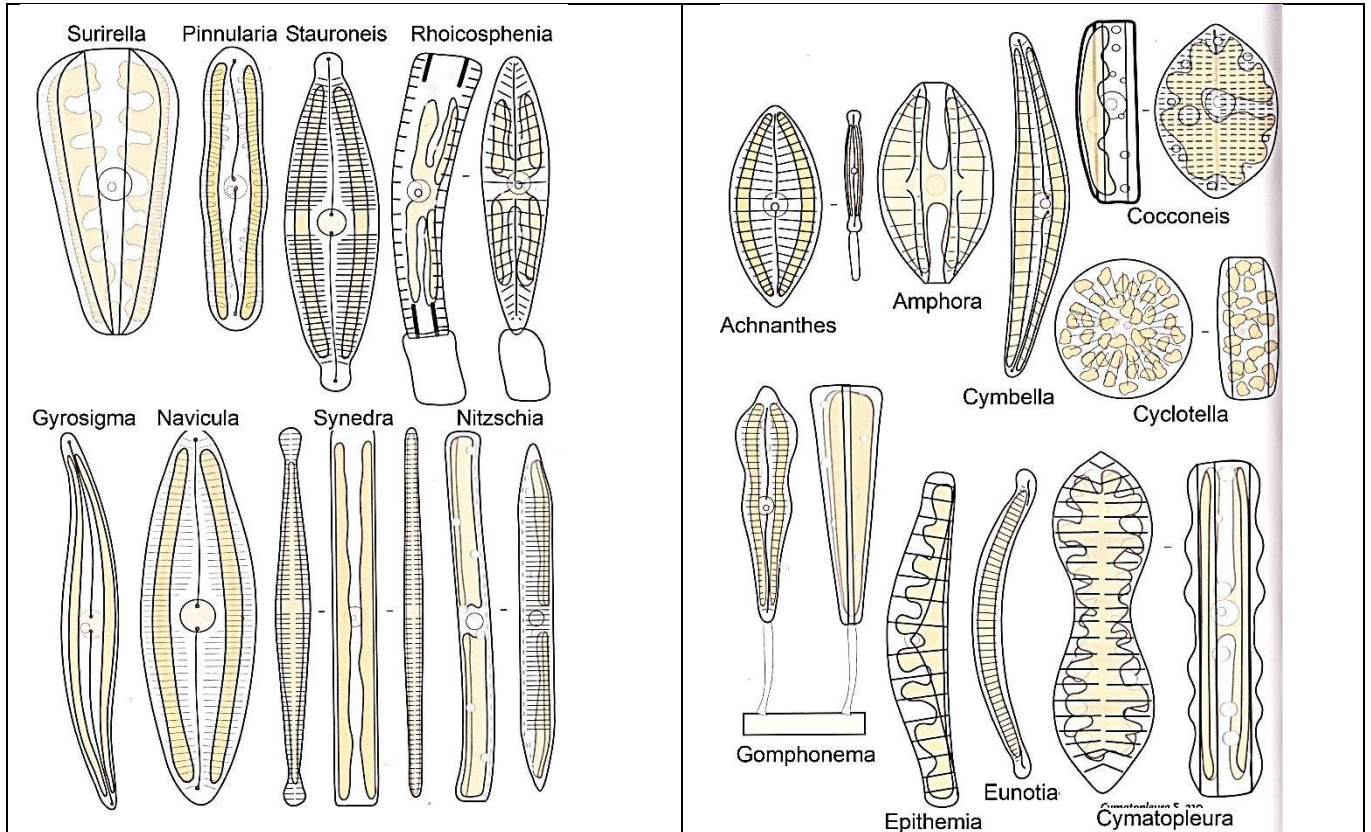 Surirella Pinnularia Stauroneis Rhoicosphenia
Gyrosigma Navicula Synedra Nitzschia
Cocconeis
Achnanthes
Amphora
Cymbella
Cyclotella
Gomphonema
Eunotia
Epithemia
Cymatopleura